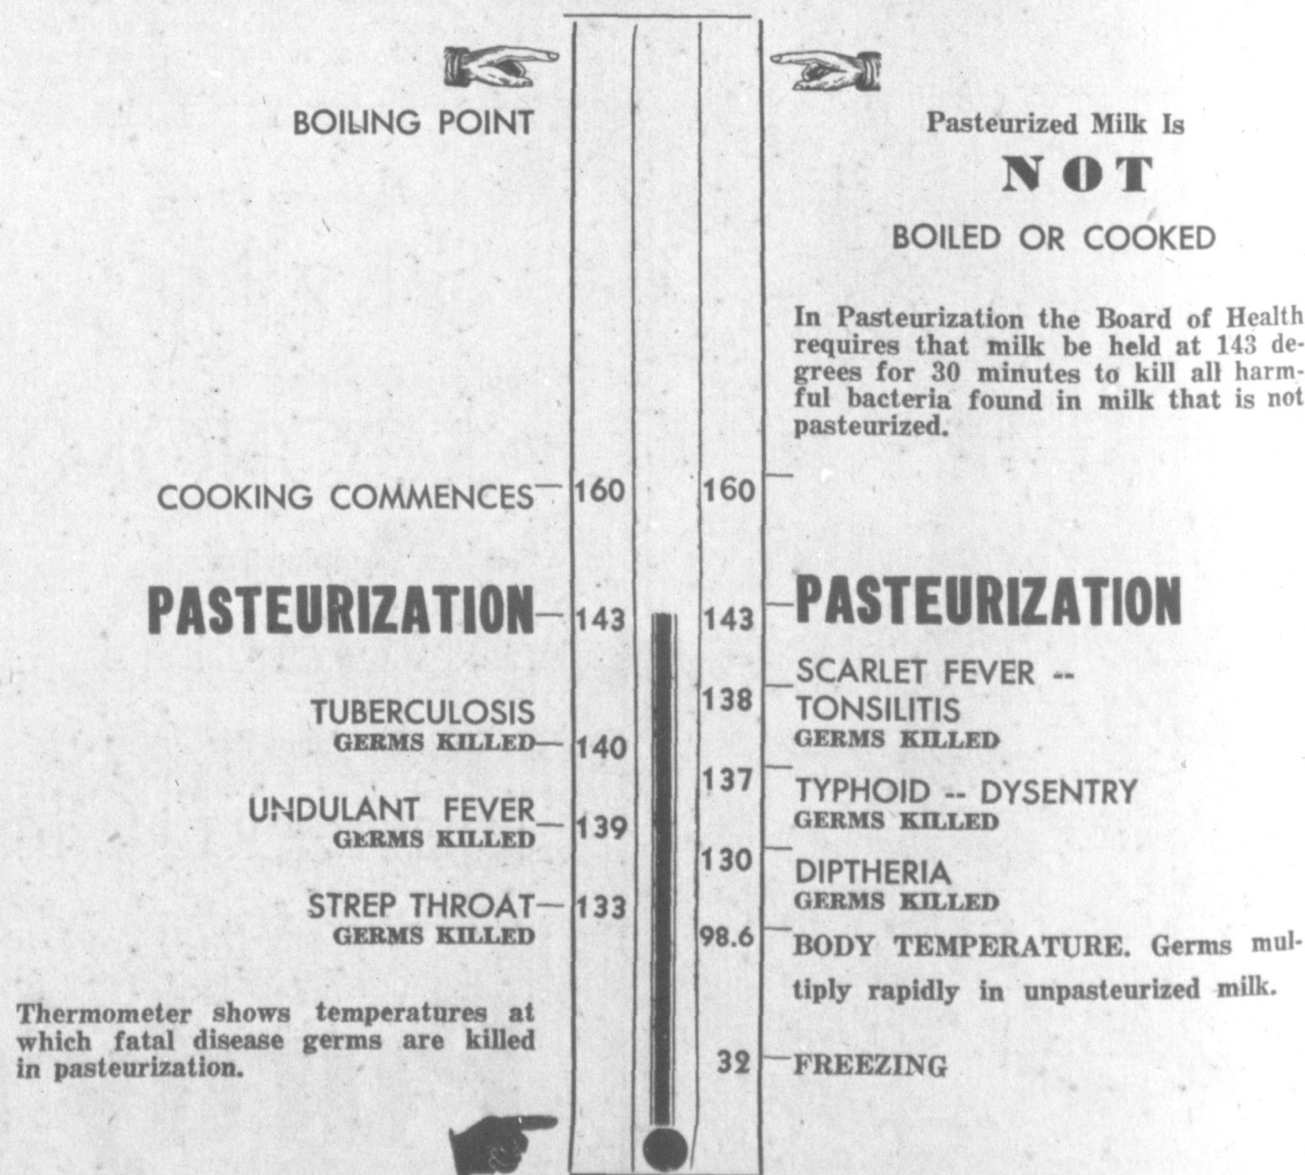 BOILING POINT
Pasteurized Milk Is
NOT
BOILED OR COOKED
In Pasteurization the Board of Health
requires that milk be held at 143 de-
grees for 30 minutes to kill all harm-
ful bacteria found in milk that is not
pasteurized.
COOKING COMMENCES 160 160
PASTEURIZATION 143 143 PASTEURIZATION
TUBERCULOSIS
GERMS KILLED 140
UNDULANT FEVER
GERMS KILLED 139
STREP THROAT 133
GERMS KILLED
138 SCARLET FEVER --
TONSILITIS
GERMS KILLED
137 TYPHOID -- DYSENTRY
GERMS KILLED
130 DIPTHERIA
GERMS KILLED
98.6 BODY TEMPERATURE. Germs mul-
tiply rapidly in unpasteurized milk.
32 FREEZING
Thermometer shows temperatures at
which fatal disease germs are killed
in pasteurization.